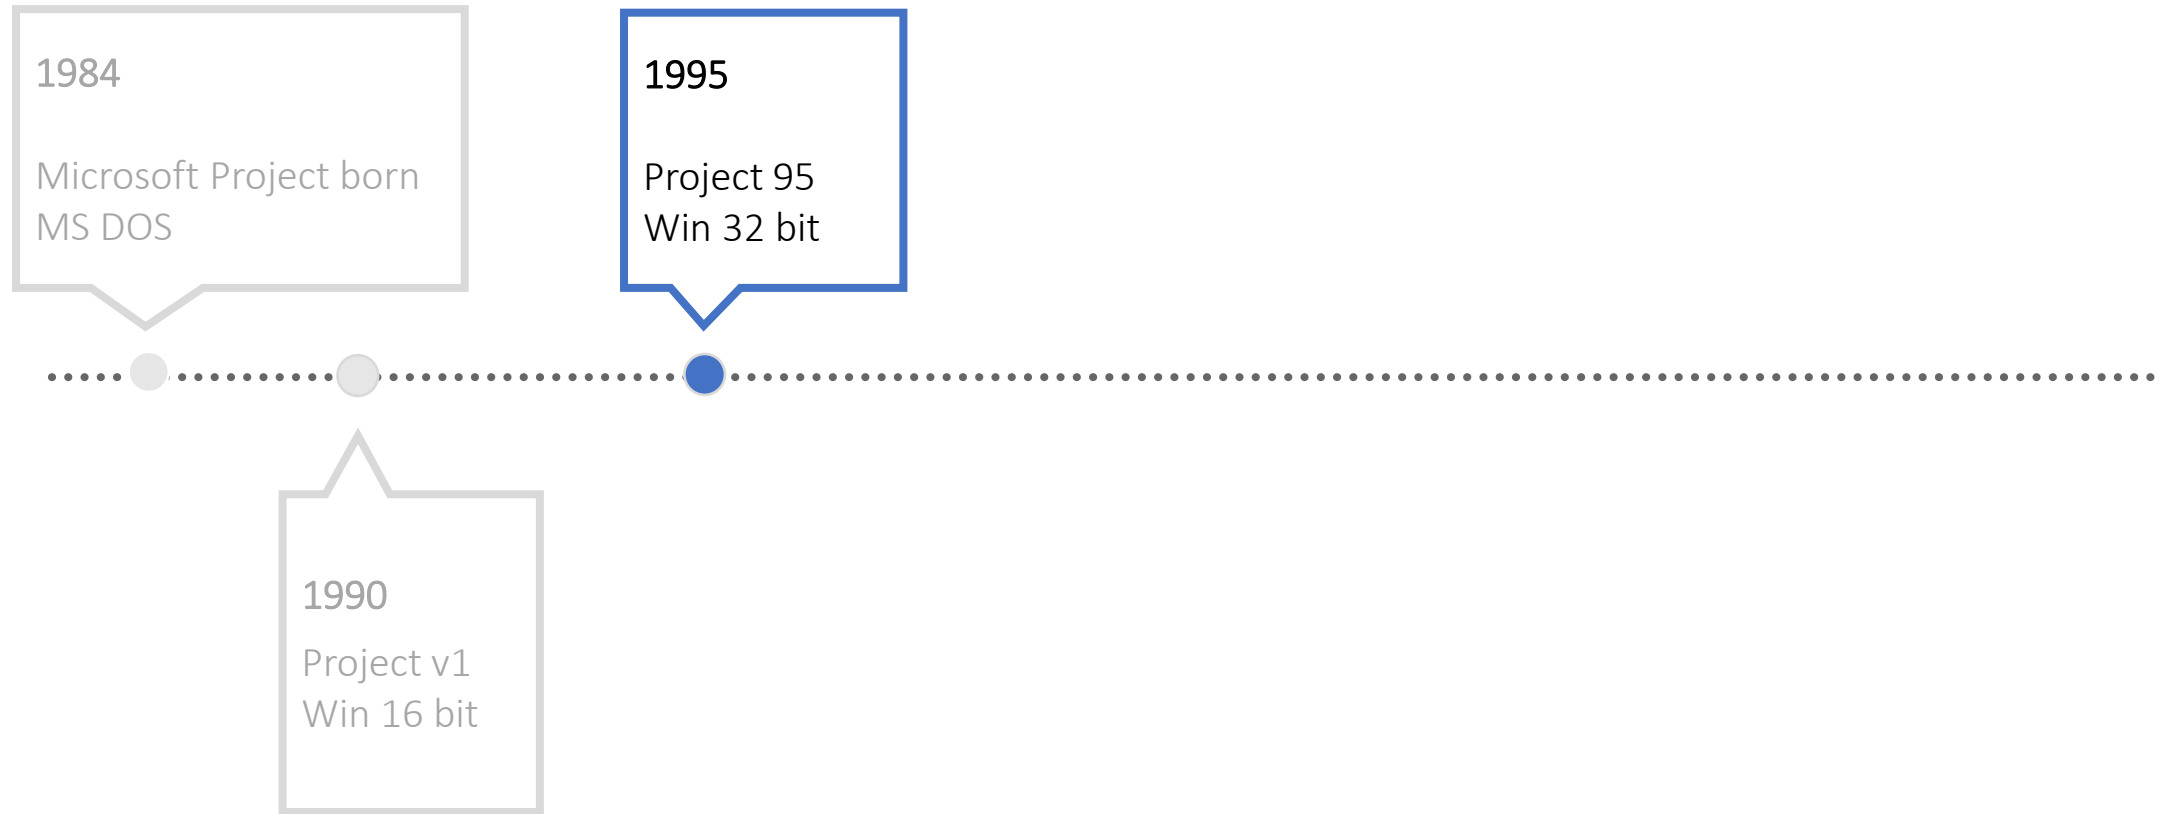 1984
Microsoft Project born
MS DOS
1990
Project v1
Win 16 bit
1995
Project 95
Win 32 bit